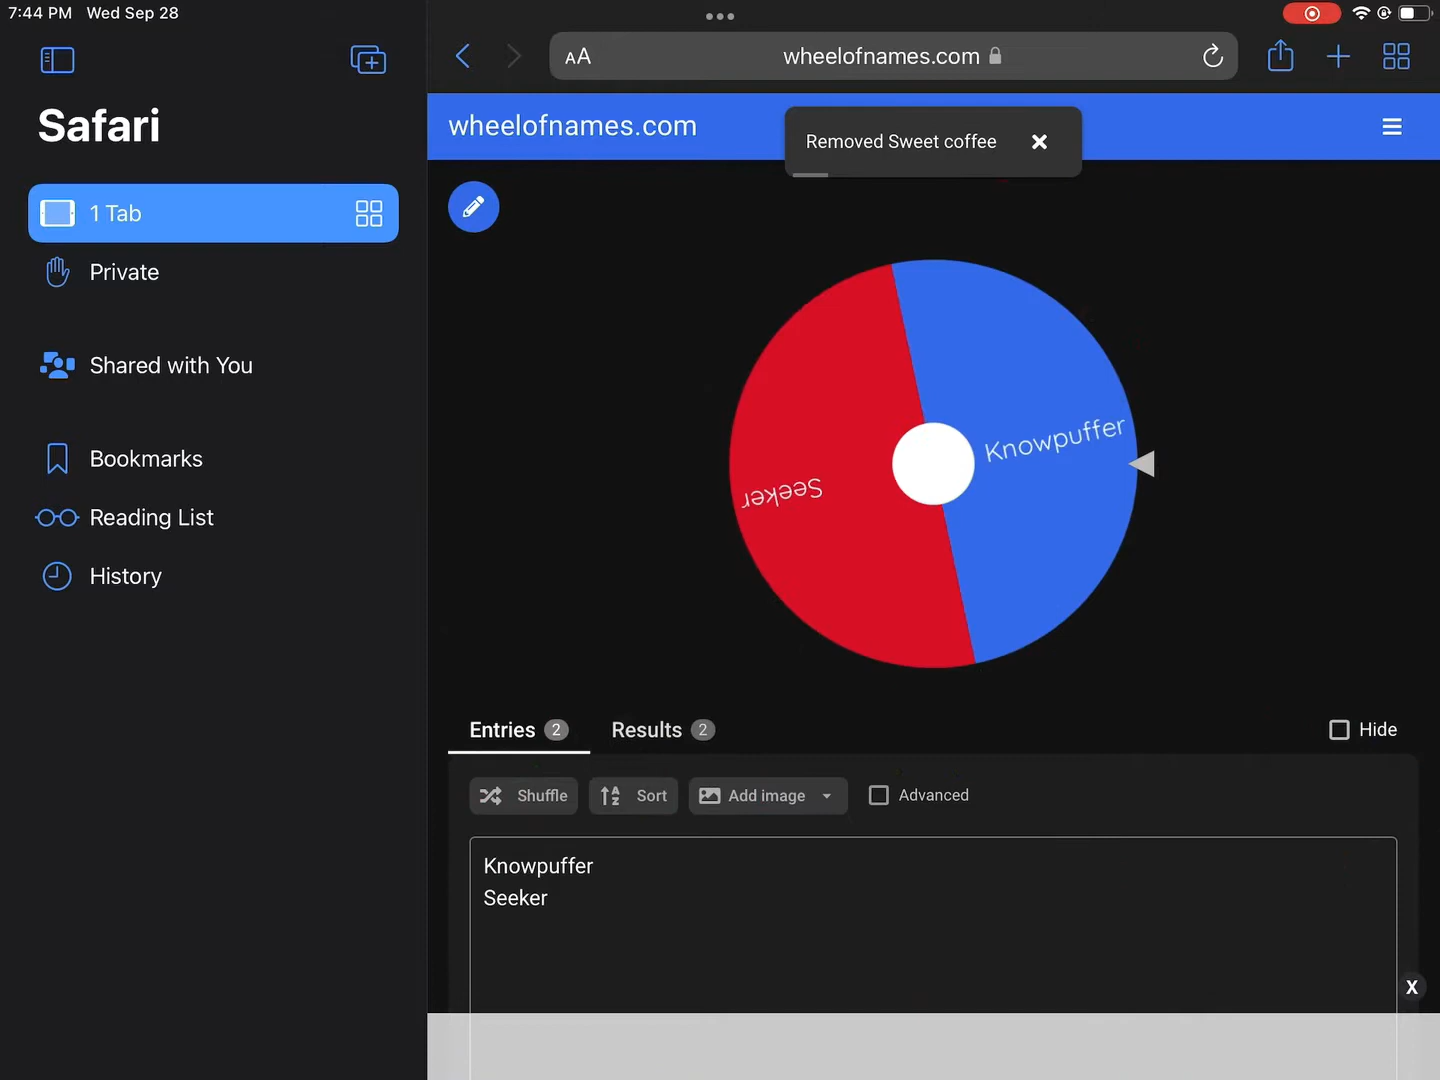 7:44 PM Wed Sep 28
Safari
1 Tab
Private
Shared with You
Bookmarks
Reading List
History
AA
wheelofnames.com
wheelofnames.com
Removed Sweet coffee
Knowpuffer
Seeker
Entries 2
Results 2
Hide
Shuffle
A Z Sort
Add image
Advanced
Knowpuffer
Seeker
X